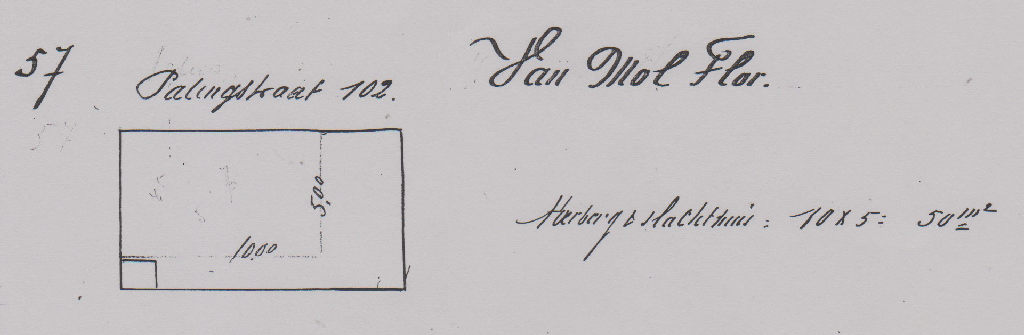 57
Van Mol Flor.
Palingstraat 102.
5,00
10.00
Herberg & slachthuis : 10 x 5 = 50 m²